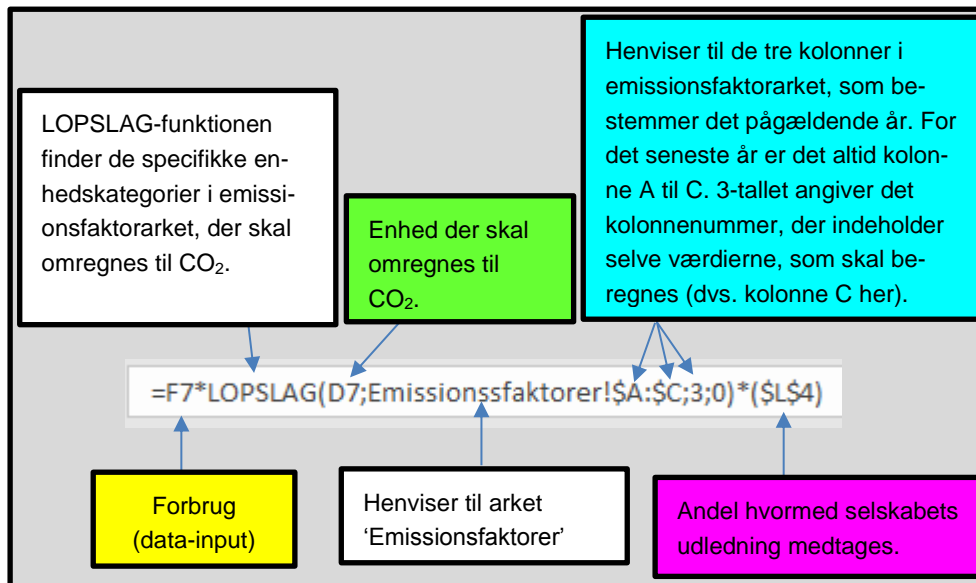 Henviser til de tre kolonner i
emissionsfaktorarket, som be-
stemmer det pågældende år. For
det seneste år er det altid kolon-
ne A til C. 3-tallet angiver det
kolonnenummer, der indeholder
selve værdierne, som skal be-
regnes (dvs. kolonne C her).
LOPSLAG-funktionen
finder de specifikke en-
hedskategorier i emissi-
onsfaktorarket, der skal
omregnes til CO₂.
Enhed der skal
omregnes til
CO₂.
=F7*LOPSLAG(D7;Emissionssfaktorer!$A:$C;3;0)*($L$4)
Forbrug
(data-input)
Henviser til arket
‘Emissionsfaktorer’
Andel hvormed selskabets
udledning medtages.